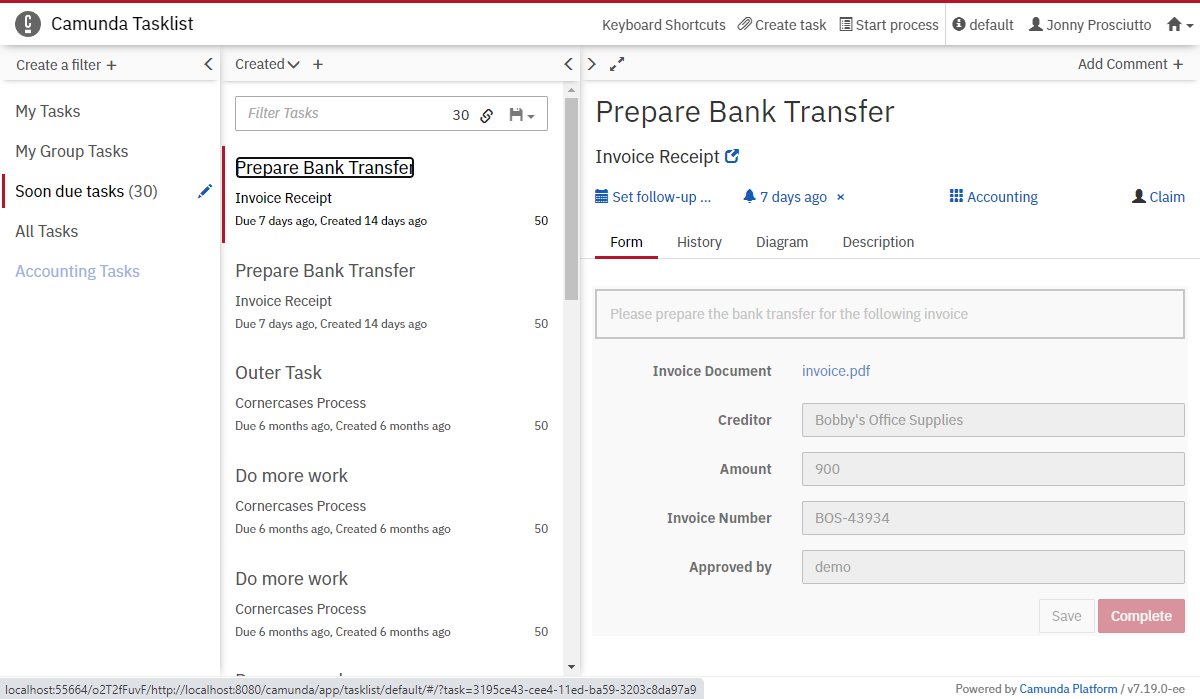 Camunda Tasklist
Keyboard Shortcuts Create task Start process default Jonny Prosciutto
Create a filter +
My Tasks
My Group Tasks
Soon due tasks (30)
All Tasks
Accounting Tasks
Created +
Filter Tasks 30
Prepare Bank Transfer
Invoice Receipt
Due 7 days ago, Created 14 days ago 50
Prepare Bank Transfer
Invoice Receipt
Due 7 days ago, Created 14 days ago 50
Outer Task
Cornercases Process
Due 6 months ago, Created 6 months ago 50
Do more work
Cornercases Process
Due 6 months ago, Created 6 months ago 50
Do more work
Cornercases Process
Due 6 months ago, Created 6 months ago 50
Add Comment +
Prepare Bank Transfer
Invoice Receipt
Set follow-up ... 7 days ago × Accounting Claim
Form History Diagram Description
Please prepare the bank transfer for the following invoice
Invoice Document invoice.pdf
Creditor Bobby's Office Supplies
Amount 900
Invoice Number BOS-43934
Approved by demo
Save Complete
localhost:55664/o2T2fFuvF/http://localhost:8080/camunda/app/tasklist/default/#/?task=3195ce43-cee4-11ed-ba59-3203c8da97a9
Powered by Camunda Platform / v7.19.0-ee